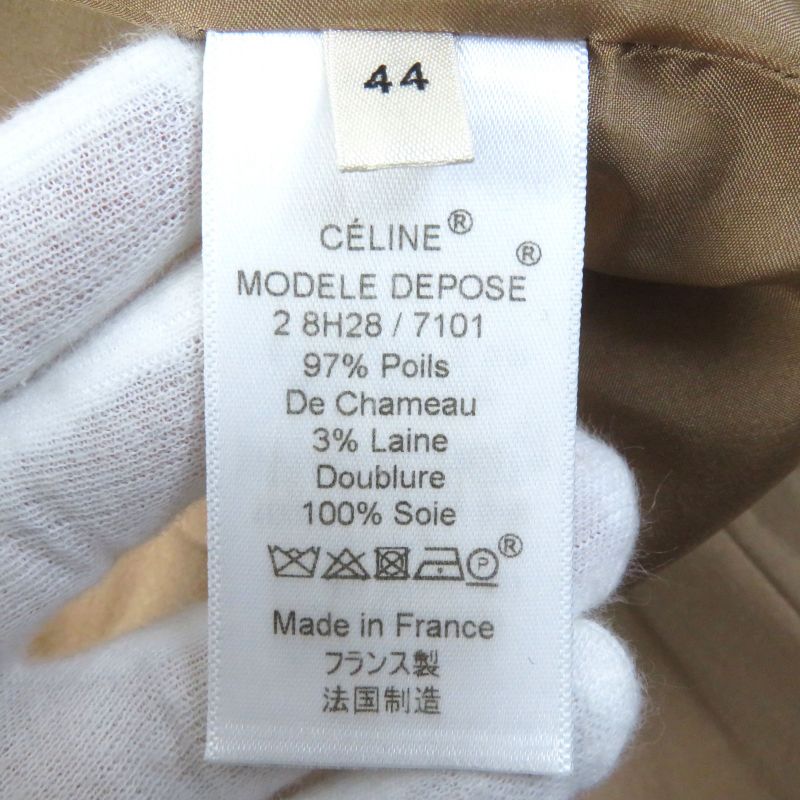 44
CÉLINE®
MODELE DEPOSE®
2 8H28 / 7101
97% Poils
De Chameau
3% Laine
Doublure
100% Soie
P ®
Made in France
フランス製
法国制造